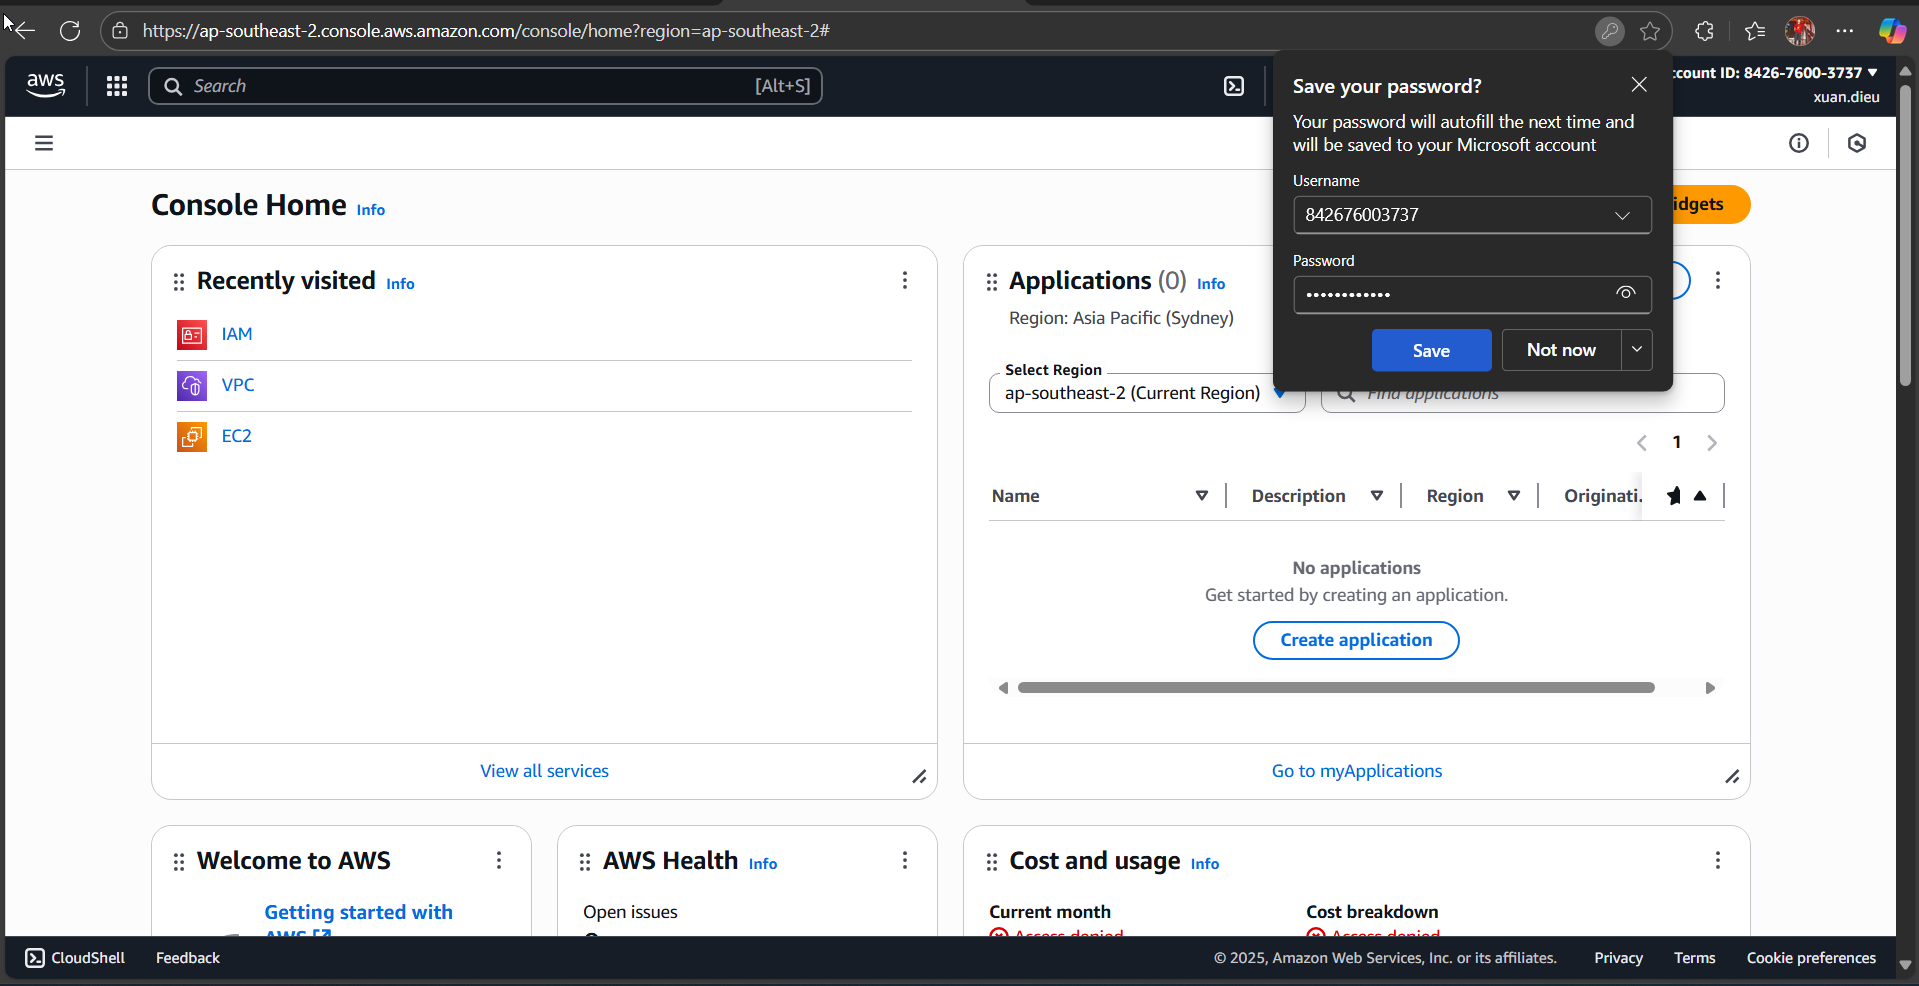 https://ap-southeast-2.console.aws.amazon.com/console/home?region=ap-southeast-2#
aws
Search
[Alt+S]
ccount ID: 8426-7600-3737
xuan.dieu
Save your password?
Your password will autofill the next time and
will be saved to your Microsoft account
Username
842676003737
Password
••••••••••••
Save
Not now
Console Home Info
idgets
Recently visited Info
IAM
VPC
EC2
View all services
Applications (0) Info
Region: Asia Pacific (Sydney)
Select Region
ap-southeast-2 (Current Region)
Find applications
1
Name
Description
Region
Originati.
No applications
Get started by creating an application.
Create application
Go to myApplications
Welcome to AWS
Getting started with
AWS
AWS Health Info
Open issues
Cost and usage Info
Current month
Access denied
Cost breakdown
Access denied
CloudShell
Feedback
© 2025, Amazon Web Services, Inc. or its affiliates.
Privacy
Terms
Cookie preferences